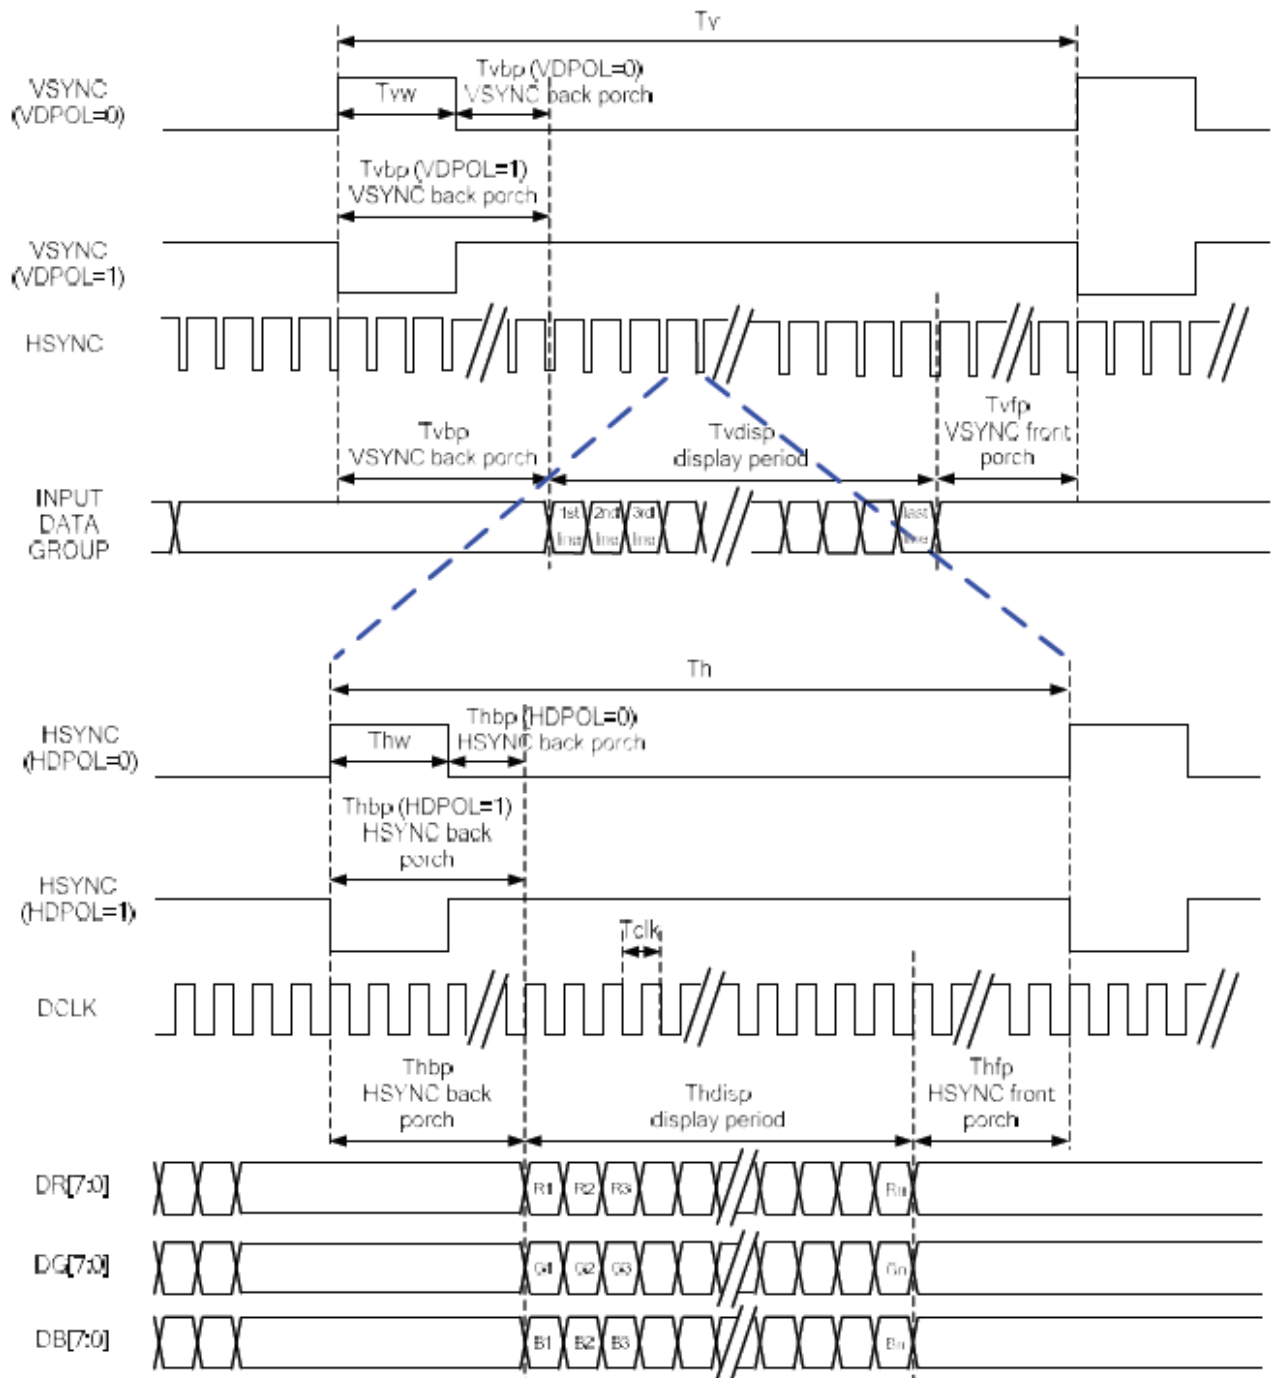 Tv
VSYNC
(VDPOL=0)
Tvw
Tvbp (VDPOL=0)
VSYNC back porch
Tvbp (VDPOL=1)
VSYNC back porch
VSYNC
(VDPOL=1)
HSYNC
Tvbp
VSYNC back porch
Tvdisp
display period
Tvfp
VSYNC front
porch
INPUT
DATA
GROUP
1st
line
2nd
line
3rd
line
last
line
Th
HSYNC
(HDPOL=0)
Thw
Thbp (HDPOL=0)
HSYNC back porch
Thbp (HDPOL=1)
HSYNC back
porch
HSYNC
(HDPOL=1)
Tclk
DCLK
Thbp
HSYNC back
porch
Thdisp
display period
Thfp
HSYNC front
porch
DR[7:0]
R1 R2 R3 Rn
DG[7:0]
G1 G2 G3 Gn
DB[7:0]
B1 B2 B3 Bn